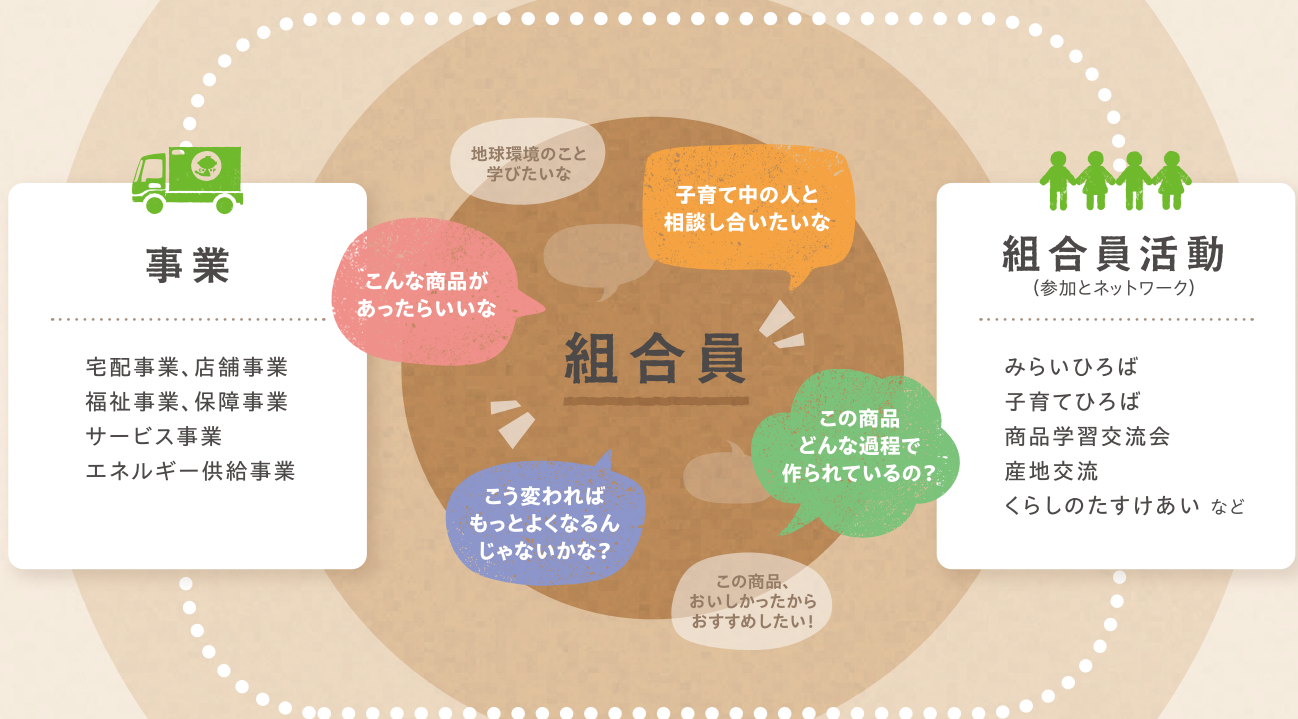 地球環境のこと
学びたいな
子育て中の人と
相談し合いたいな
こんな商品が
あったらいいな
組合員
この商品
どんな過程で
作られているの？
こう変われば
もっとよくなるん
じゃないかな？
この商品、
おいしかったから
おすすめしたい！
事業
宅配事業、店舗事業
福祉事業、保障事業
サービス事業
エネルギー供給事業
組合員活動
(参加とネットワーク)
みらいひろば
子育てひろば
商品学習交流会
産地交流
くらしのたすけあい など